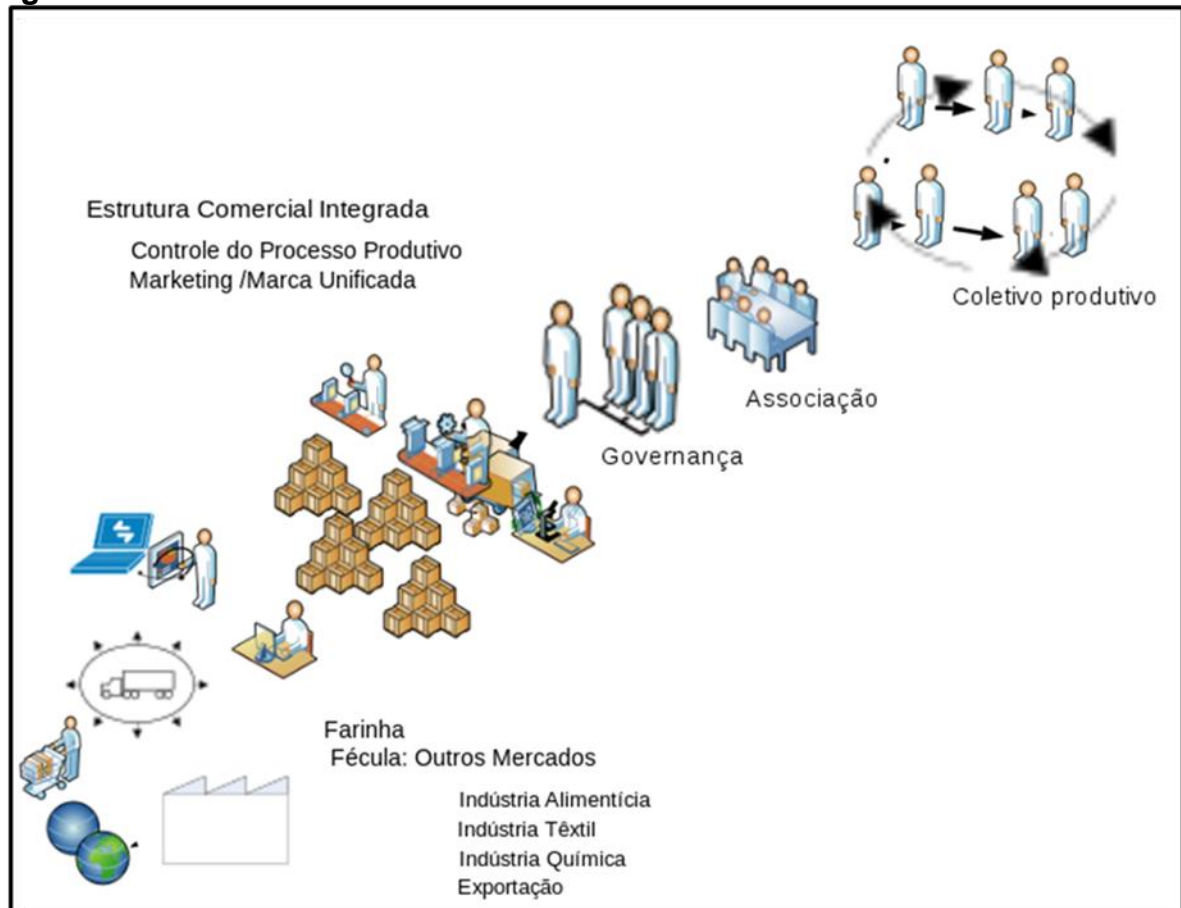 Estrutura Comercial Integrada
Controle do Processo Produtivo
Marketing /Marca Unificada
Coletivo produtivo
Associação
Governança
Farinha
Fécula: Outros Mercados
Indústria Alimentícia
Indústria Têxtil
Indústria Química
Exportação